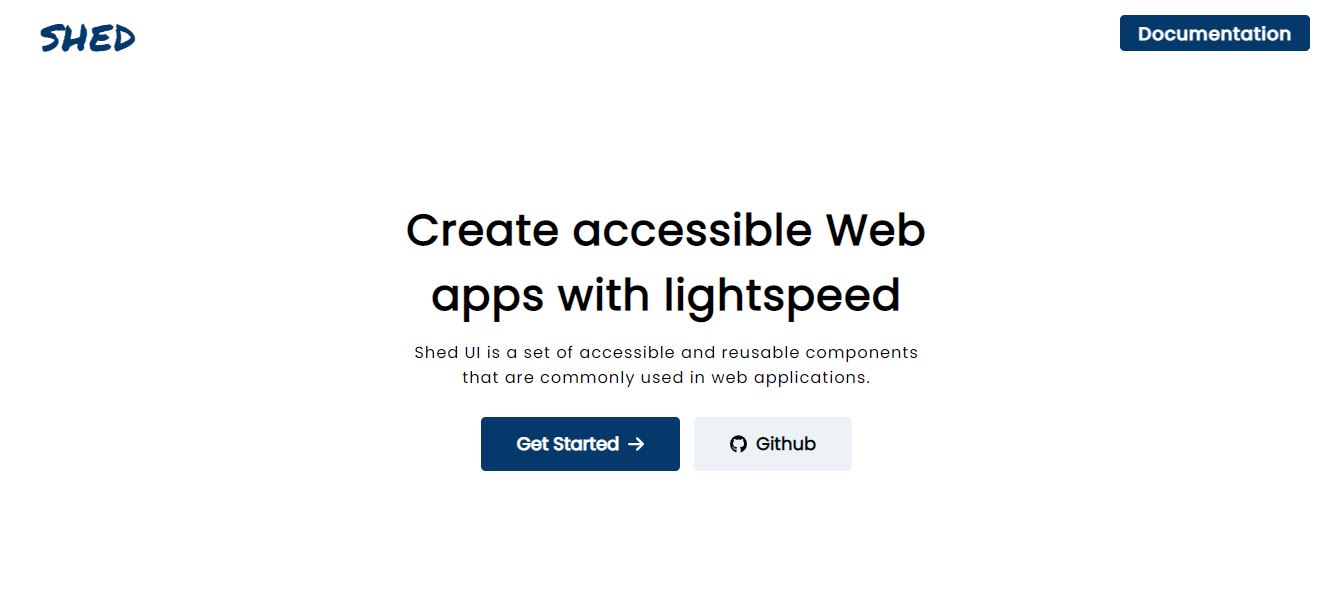 SHED
Documentation
Create accessible Web
apps with lightspeed
Shed UI is a set of accessible and reusable components
that are commonly used in web applications.
Get Started →
Github